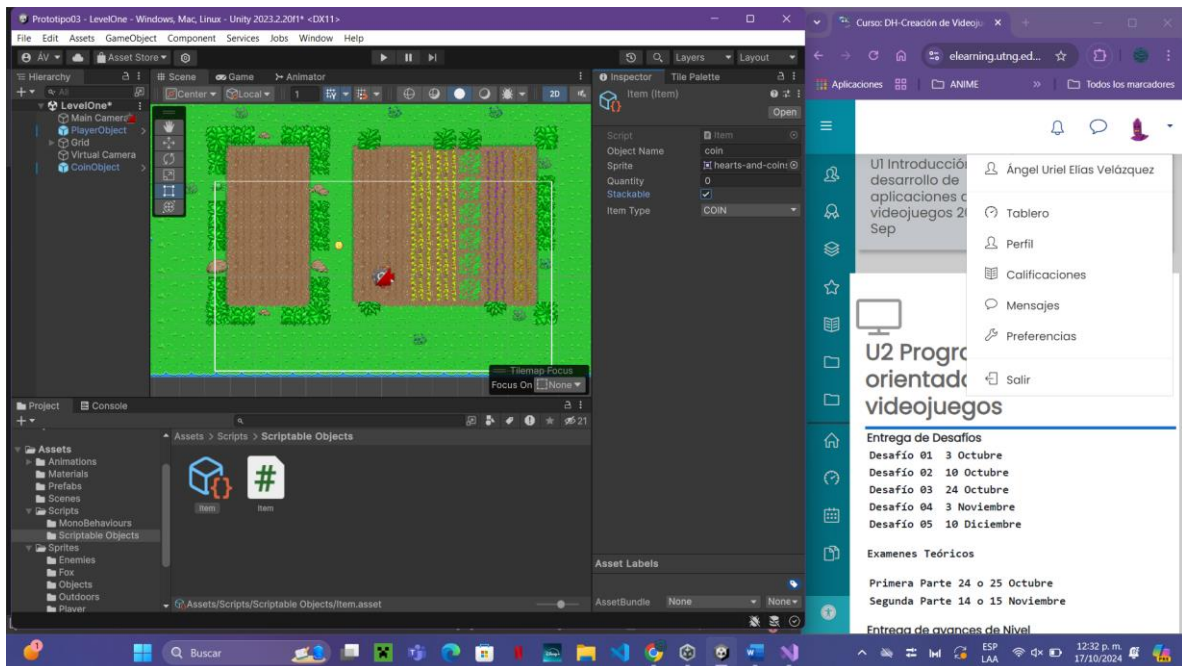 Prototipo03 - LevelOne - Windows, Mac, Linux - Unity 2023.2.20f1* <DX11>
File Edit Assets GameObject Component Services Jobs Window Help
ÁV Asset Store Layers Layout
Hierarchy
All
LevelOne*
Main Camera
PlayerObject
Grid
Virtual Camera
CoinObject
Scene Game Animator
Center Local 1 2D
Tilemap Focus
Focus On None
Inspector Tile Palette
Item (Item)
Open
Script Item
Object Name coin
Sprite hearts-and-coins
Quantity 0
Stackable
Item Type COIN
Asset Labels
AssetBundle None None
Project Console
21
Assets > Scripts > Scriptable Objects
Assets
Animations
Materials
Prefabs
Scenes
Scripts
MonoBehaviours
Scriptable Objects
Sprites
Enemies
Fox
Objects
Outdoors
Player
Item Item
Assets/Scripts/Scriptable Objects/Item.asset
Curso: DH-Creación de Videoju
elearning.utng.ed...
Aplicaciones ANIME Todos los marcadores
U1 Introducción
desarrollo de
aplicaciones d
videojuegos 2
Sep
Ángel Uriel Elías Velázquez
Tablero
Perfil
Calificaciones
Mensajes
Preferencias
Salir
U2 Progra
orientado
videojuegos
Entrega de Desafíos
Desafío 01 3 Octubre
Desafío 02 10 Octubre
Desafío 03 24 Octubre
Desafío 04 3 Noviembre
Desafío 05 10 Diciembre
Examenes Teóricos
Primera Parte 24 o 25 Octubre
Segunda Parte 14 o 15 Noviembre
Entrega de avances de Nivel
Buscar
ESP
LAA
12:32 p. m.
17/10/2024